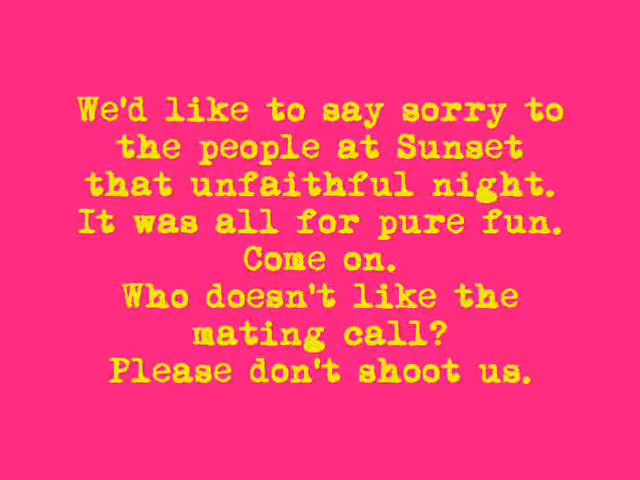 We'd like to say sorry to
the people at Sunset
that unfaithful night.
It was all for pure fun.
Come on.
Who doesn't like the
mating call?
Please don't shoot us.